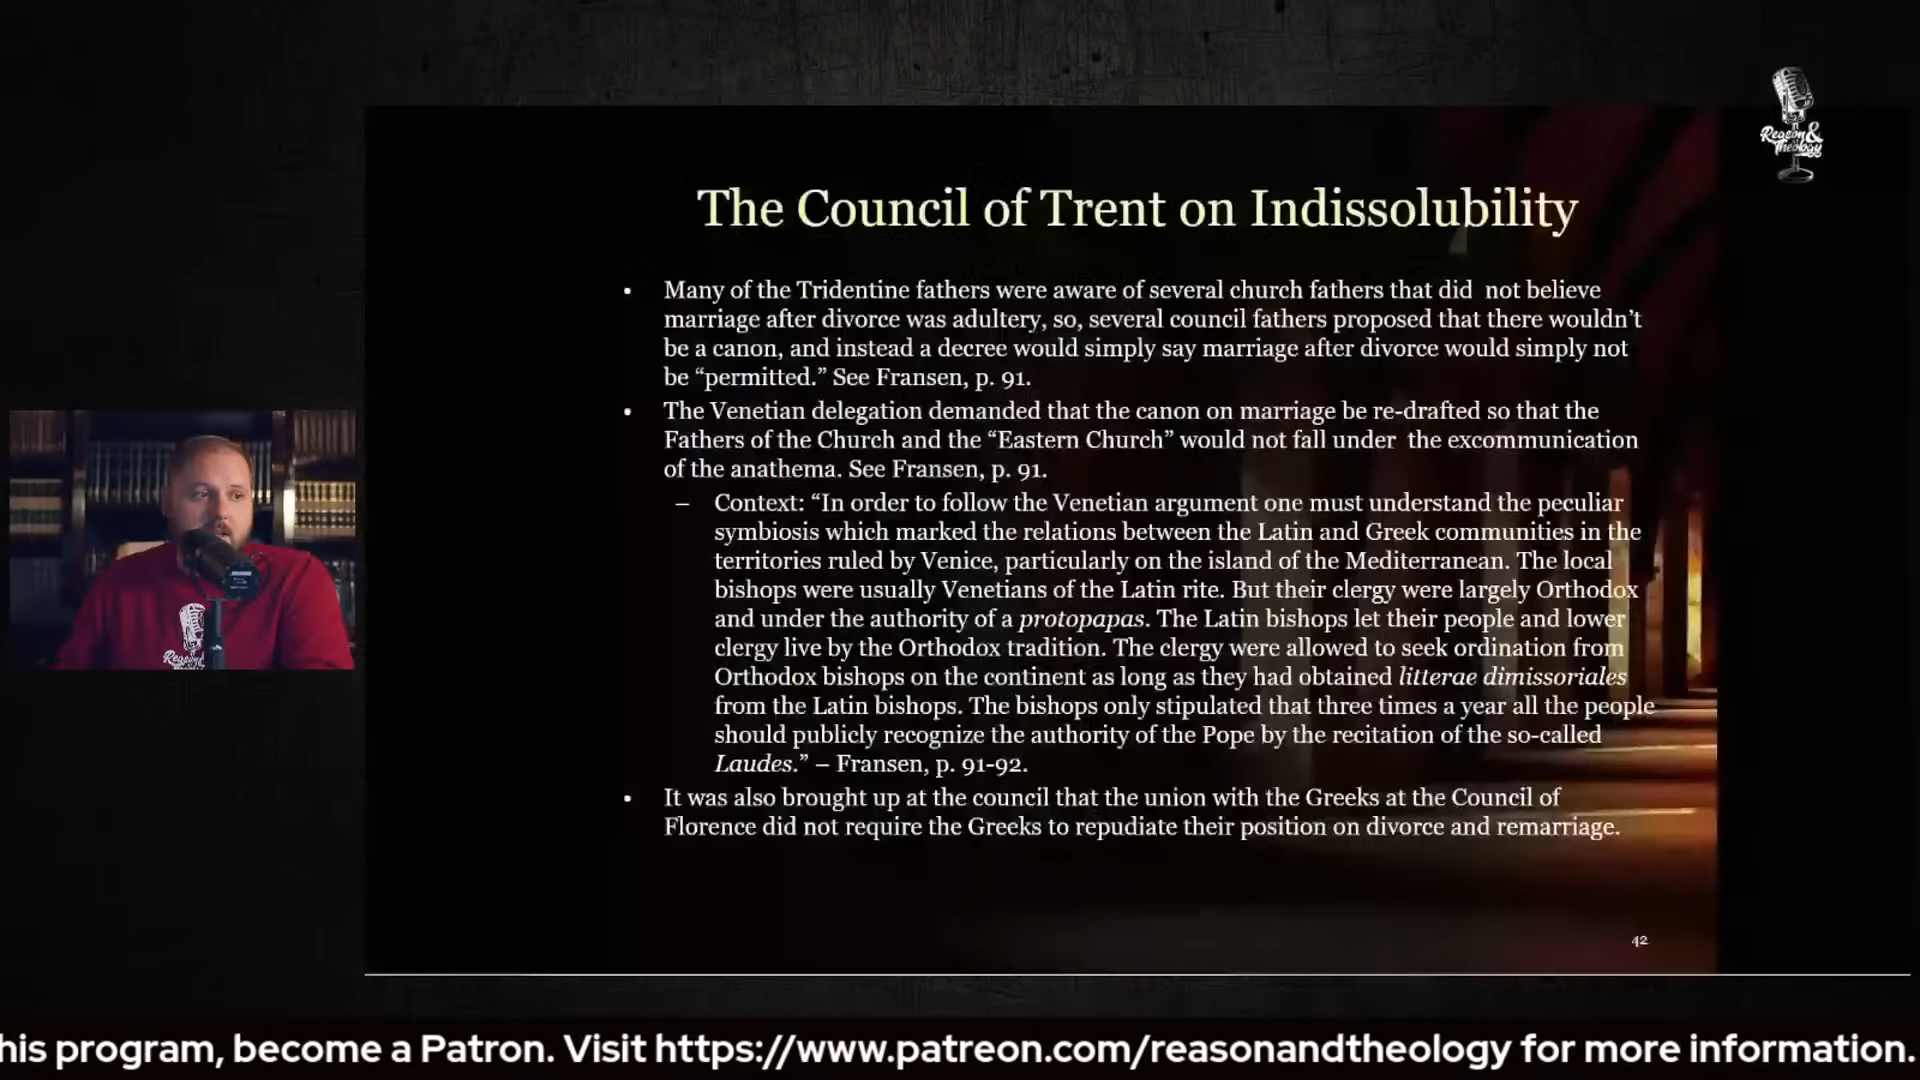 Reason &
Theology
The Council of Trent on Indissolubility
• Many of the Tridentine fathers were aware of several church fathers that did not believe
marriage after divorce was adultery, so, several council fathers proposed that there wouldn’t
be a canon, and instead a decree would simply say marriage after divorce would simply not
be “permitted.” See Fransen, p. 91.
• The Venetian delegation demanded that the canon on marriage be re-drafted so that the
Fathers of the Church and the “Eastern Church” would not fall under the excommunication
of the anathema. See Fransen, p. 91.
– Context: “In order to follow the Venetian argument one must understand the peculiar
symbiosis which marked the relations between the Latin and Greek communities in the
territories ruled by Venice, particularly on the island of the Mediterranean. The local
bishops were usually Venetians of the Latin rite. But their clergy were largely Orthodox
and under the authority of a protopapas. The Latin bishops let their people and lower
clergy live by the Orthodox tradition. The clergy were allowed to seek ordination from
Orthodox bishops on the continent as long as they had obtained litterae dimissoriales
from the Latin bishops. The bishops only stipulated that three times a year all the people
should publicly recognize the authority of the Pope by the recitation of the so-called
Laudes.” – Fransen, p. 91-92.
• It was also brought up at the council that the union with the Greeks at the Council of
Florence did not require the Greeks to repudiate their position on divorce and remarriage.
42
his program, become a Patron. Visit https://www.patreon.com/reasonandtheology for more information.